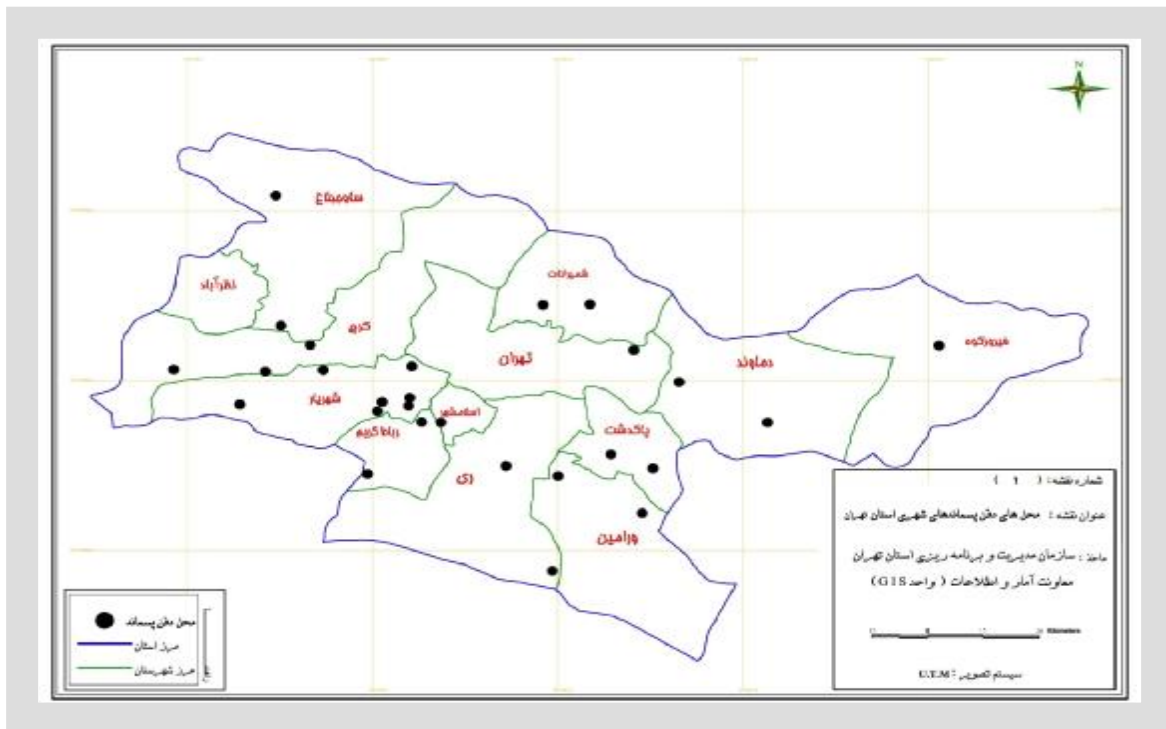 N
ساوجبلاغ
شمیرانات
نظرآباد
کرج
تهران
دماوند
فیروزکوه
شهریار
اسلامشهر
رباط کریم
پاکدشت
ری
ورامین
شماره نقشه : ( 1 )
عنوان نقشه : محل های دفن پسماندهای شهری استان تهران
ماخذ : سازمان مدیریت و برنامه ریزی استان تهران
معاونت آمار و اطلاعات ( واحد GIS )
Kilometers
سیستم تصویر : U.T.M
محل دفن پسماند
مرز استان
مرز شهرستان